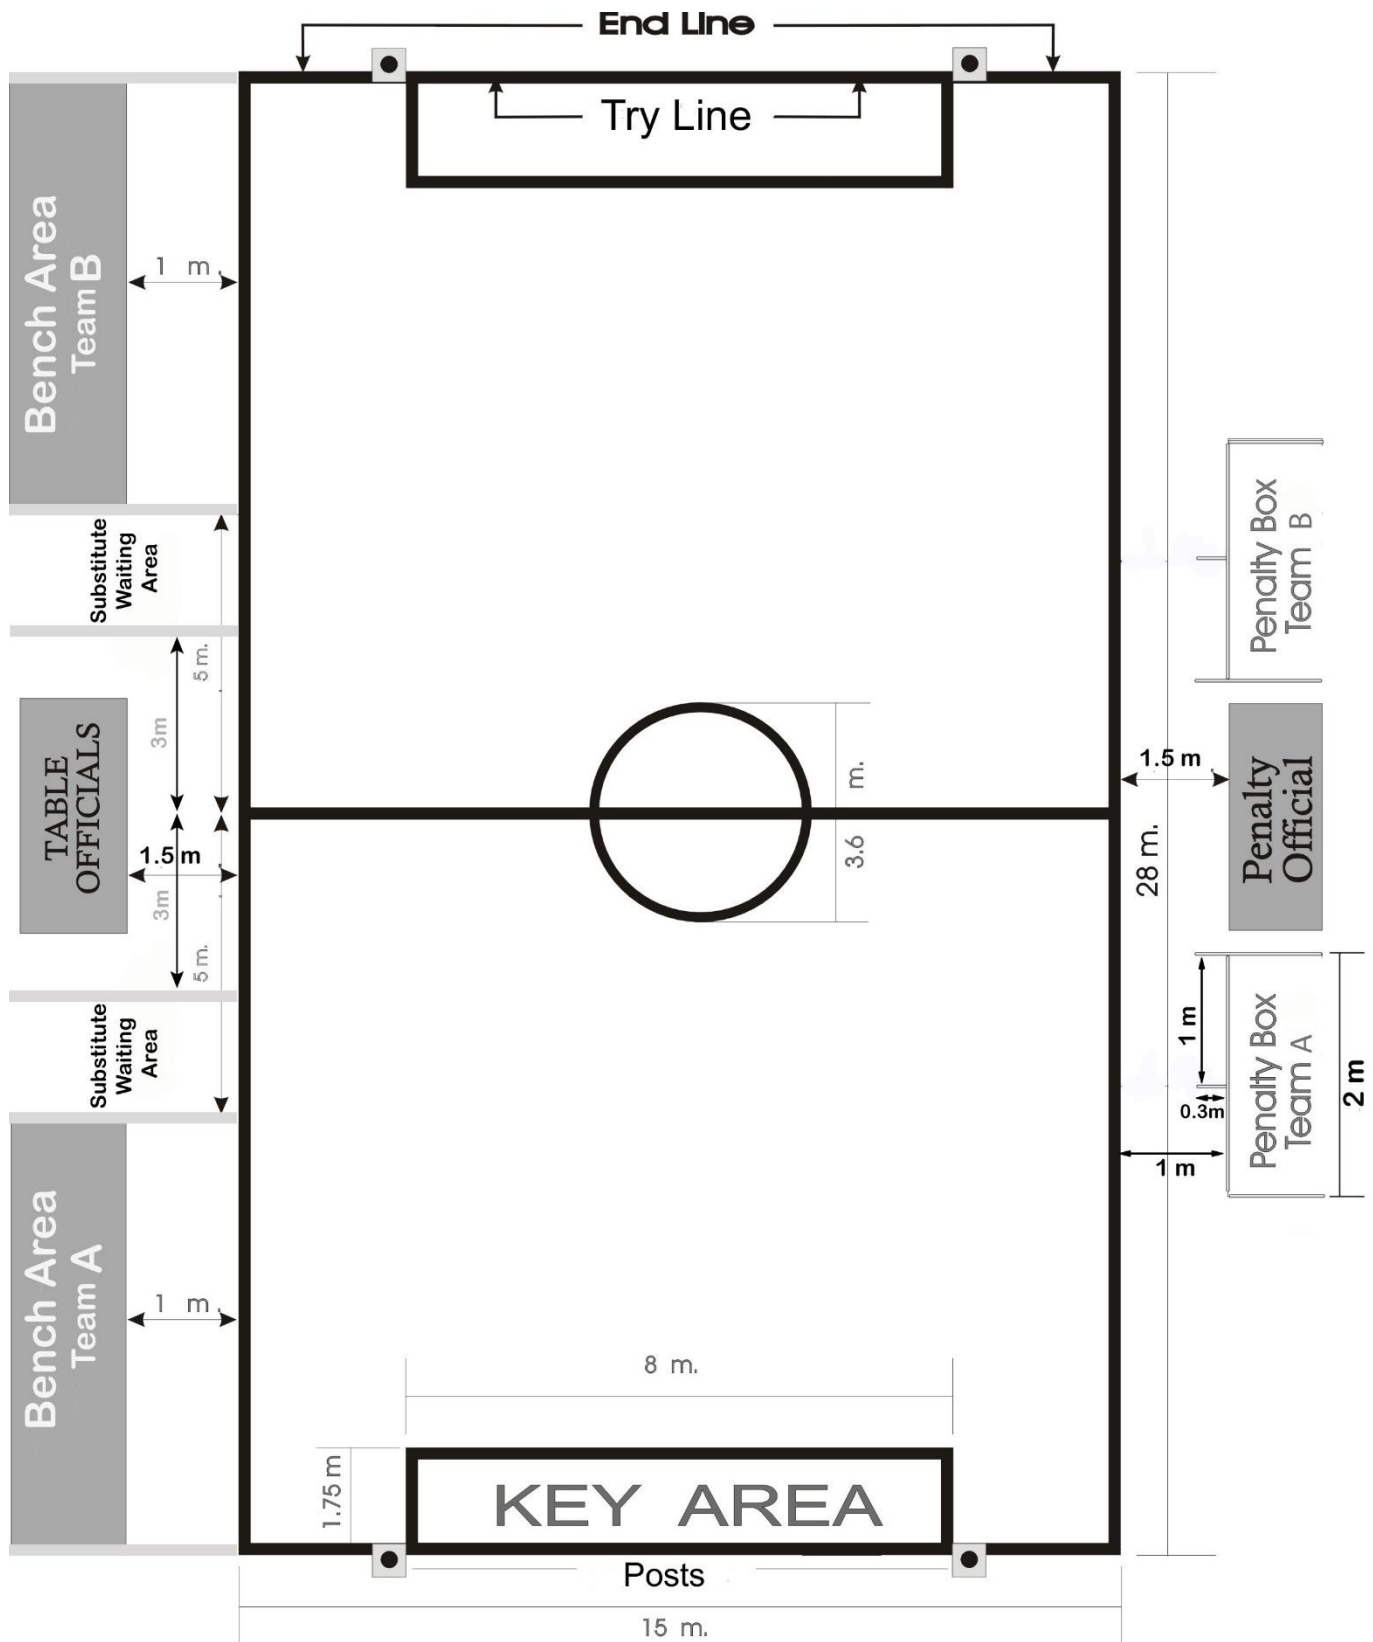 End Line
Try Line
Bench Area
Team B
1 m.
Substitute
Waiting
Area
5 m.
3m
TABLE
OFFICIALS
1.5 m
3m
5 m.
Substitute
Waiting
Area
Bench Area
Team A
1 m.
m.
3.6
Penalty Box
Team B
1.5 m
Penalty
Official
28 m.
1 m
0.3m
Penalty Box
Team A
2 m
1 m
8 m.
1.75 m
KEY AREA
Posts
15 m.